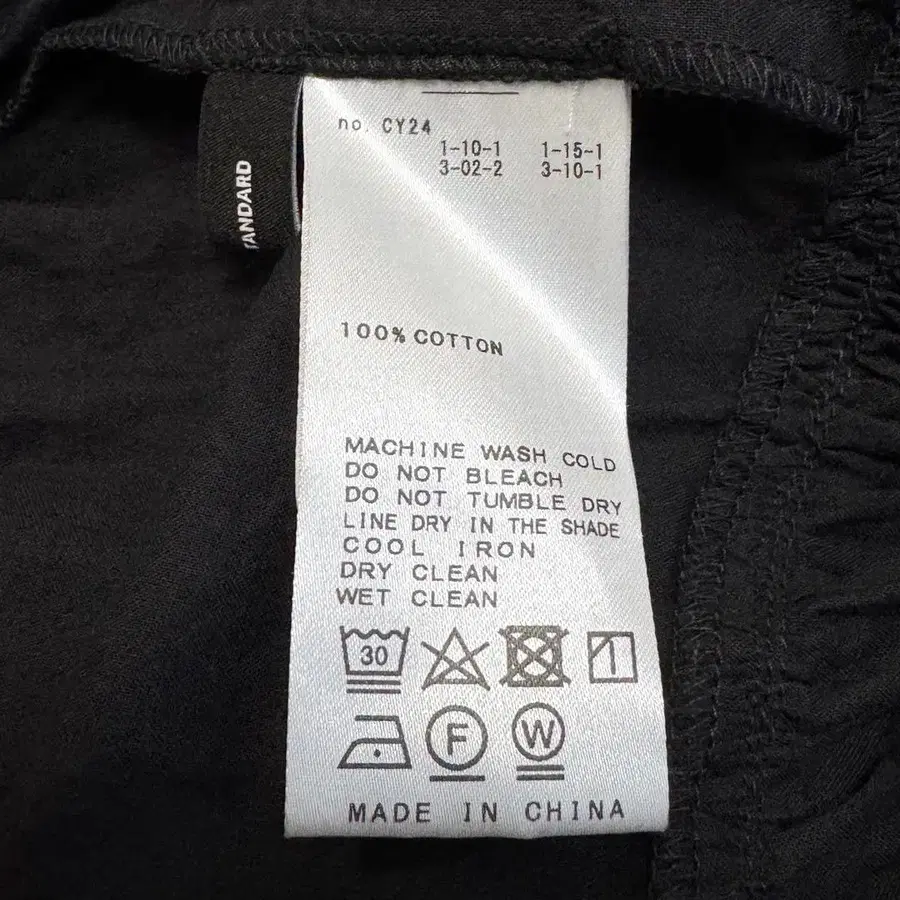 no. CY24
1-10-1 1-15-1
3-02-2 3-10-1
TANDARD
100% COTTON
MACHINE WASH COLD
DO NOT BLEACH
DO NOT TUMBLE DRY
LINE DRY IN THE SHADE
COOL IRON
DRY CLEAN
WET CLEAN
30
F W
MADE IN CHINA